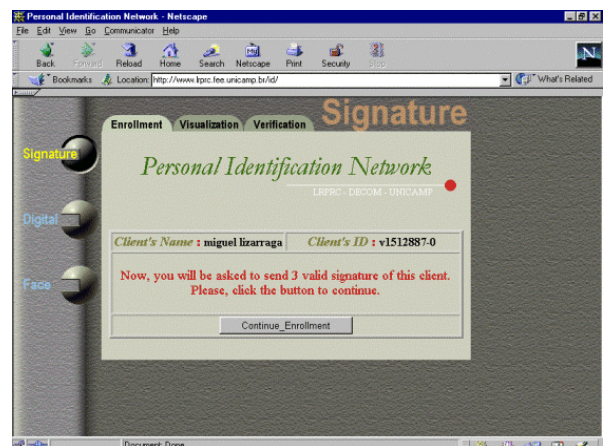 Personal Identification Network - Netscape
File Edit View Go Communicator Help
Back Forward Reload Home Search Netscape Print Security Stop
Bookmarks Location: http://www.lrprc.fee.unicamp.br/id/ What's Related
Signature
Enrollment Visualization Verification
Signature
Personal Identification Network
LRPRC - DECOM - UNICAMP
Digital
Client's Name : miguel lizarraga Client's ID : v1512887-0
Now, you will be asked to send 3 valid signature of this client.
Please, click the button to continue.
Face
Continue_Enrollment
Document: Done